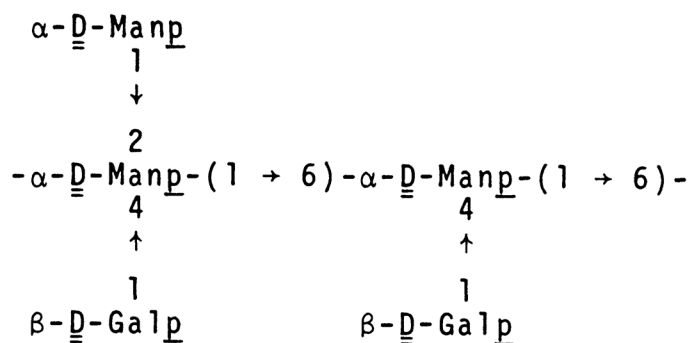 α-D-Manp
1
↓
2
-α-D-Manp-(1 → 6)-α-D-Manp-(1 → 6)-
4 4
↑ ↑
1 1
β-D-Galp β-D-Galp